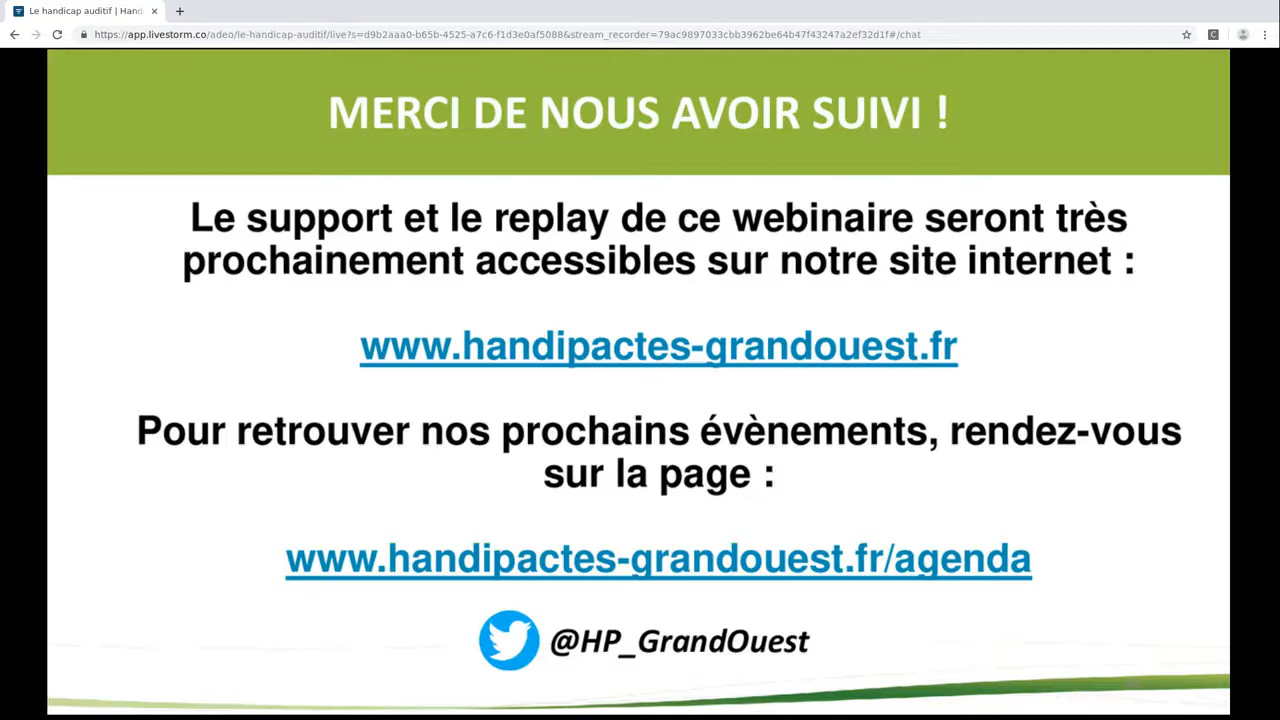 Le handicap auditif | Hand
https://app.livestorm.co/adeo/le-handicap-auditif/live?s=d9b2aaa0-b65b-4525-a7c6-f1d3e0af5088&stream_recorder=79ac9897033cbb3962be64b47f43247a2ef32d1f#/chat
MERCI DE NOUS AVOIR SUIVI !
Le support et le replay de ce webinaire seront très
prochainement accessibles sur notre site internet :
www.handipactes-grandouest.fr
Pour retrouver nos prochains évènements, rendez-vous
sur la page :
www.handipactes-grandouest.fr/agenda
@HP_GrandOuest